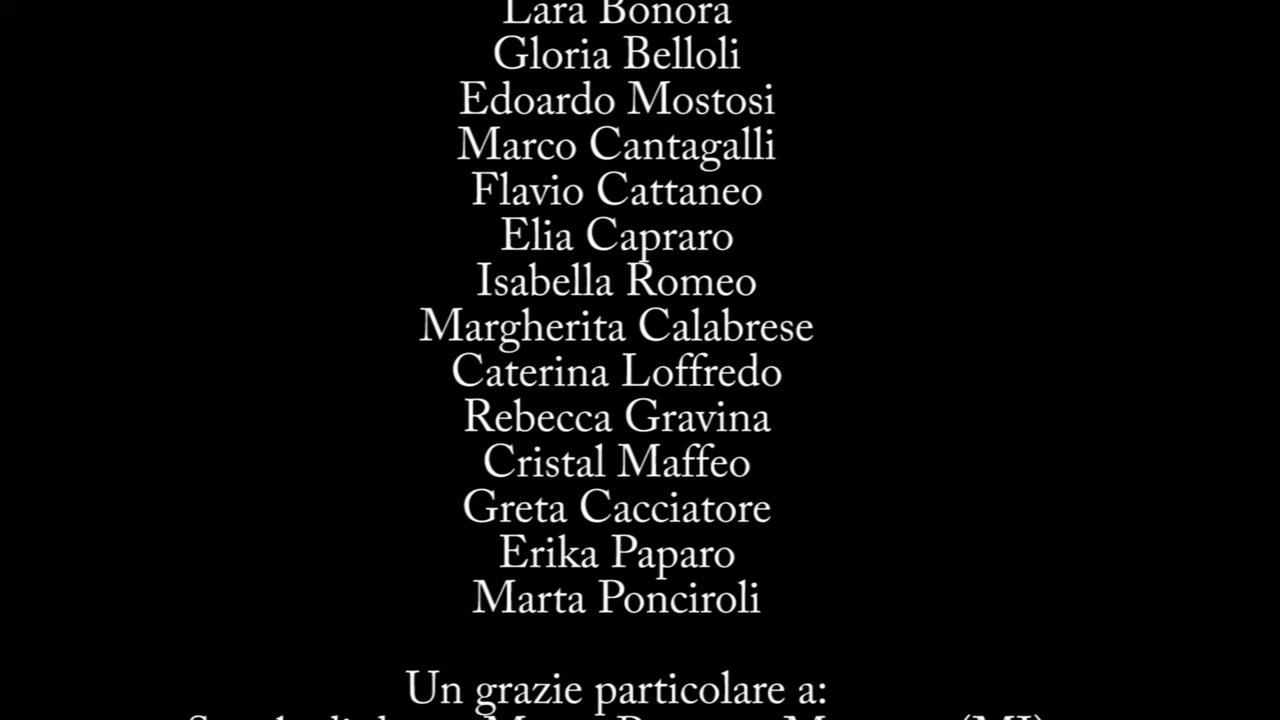 Lara Bonora
Gloria Belloli
Edoardo Mostosi
Marco Cantagalli
Flavio Cattaneo
Elia Capraro
Isabella Romeo
Margherita Calabrese
Caterina Loffredo
Rebecca Gravina
Cristal Maffeo
Greta Cacciatore
Erika Paparo
Marta Ponciroli
Un grazie particolare a:
(MI)